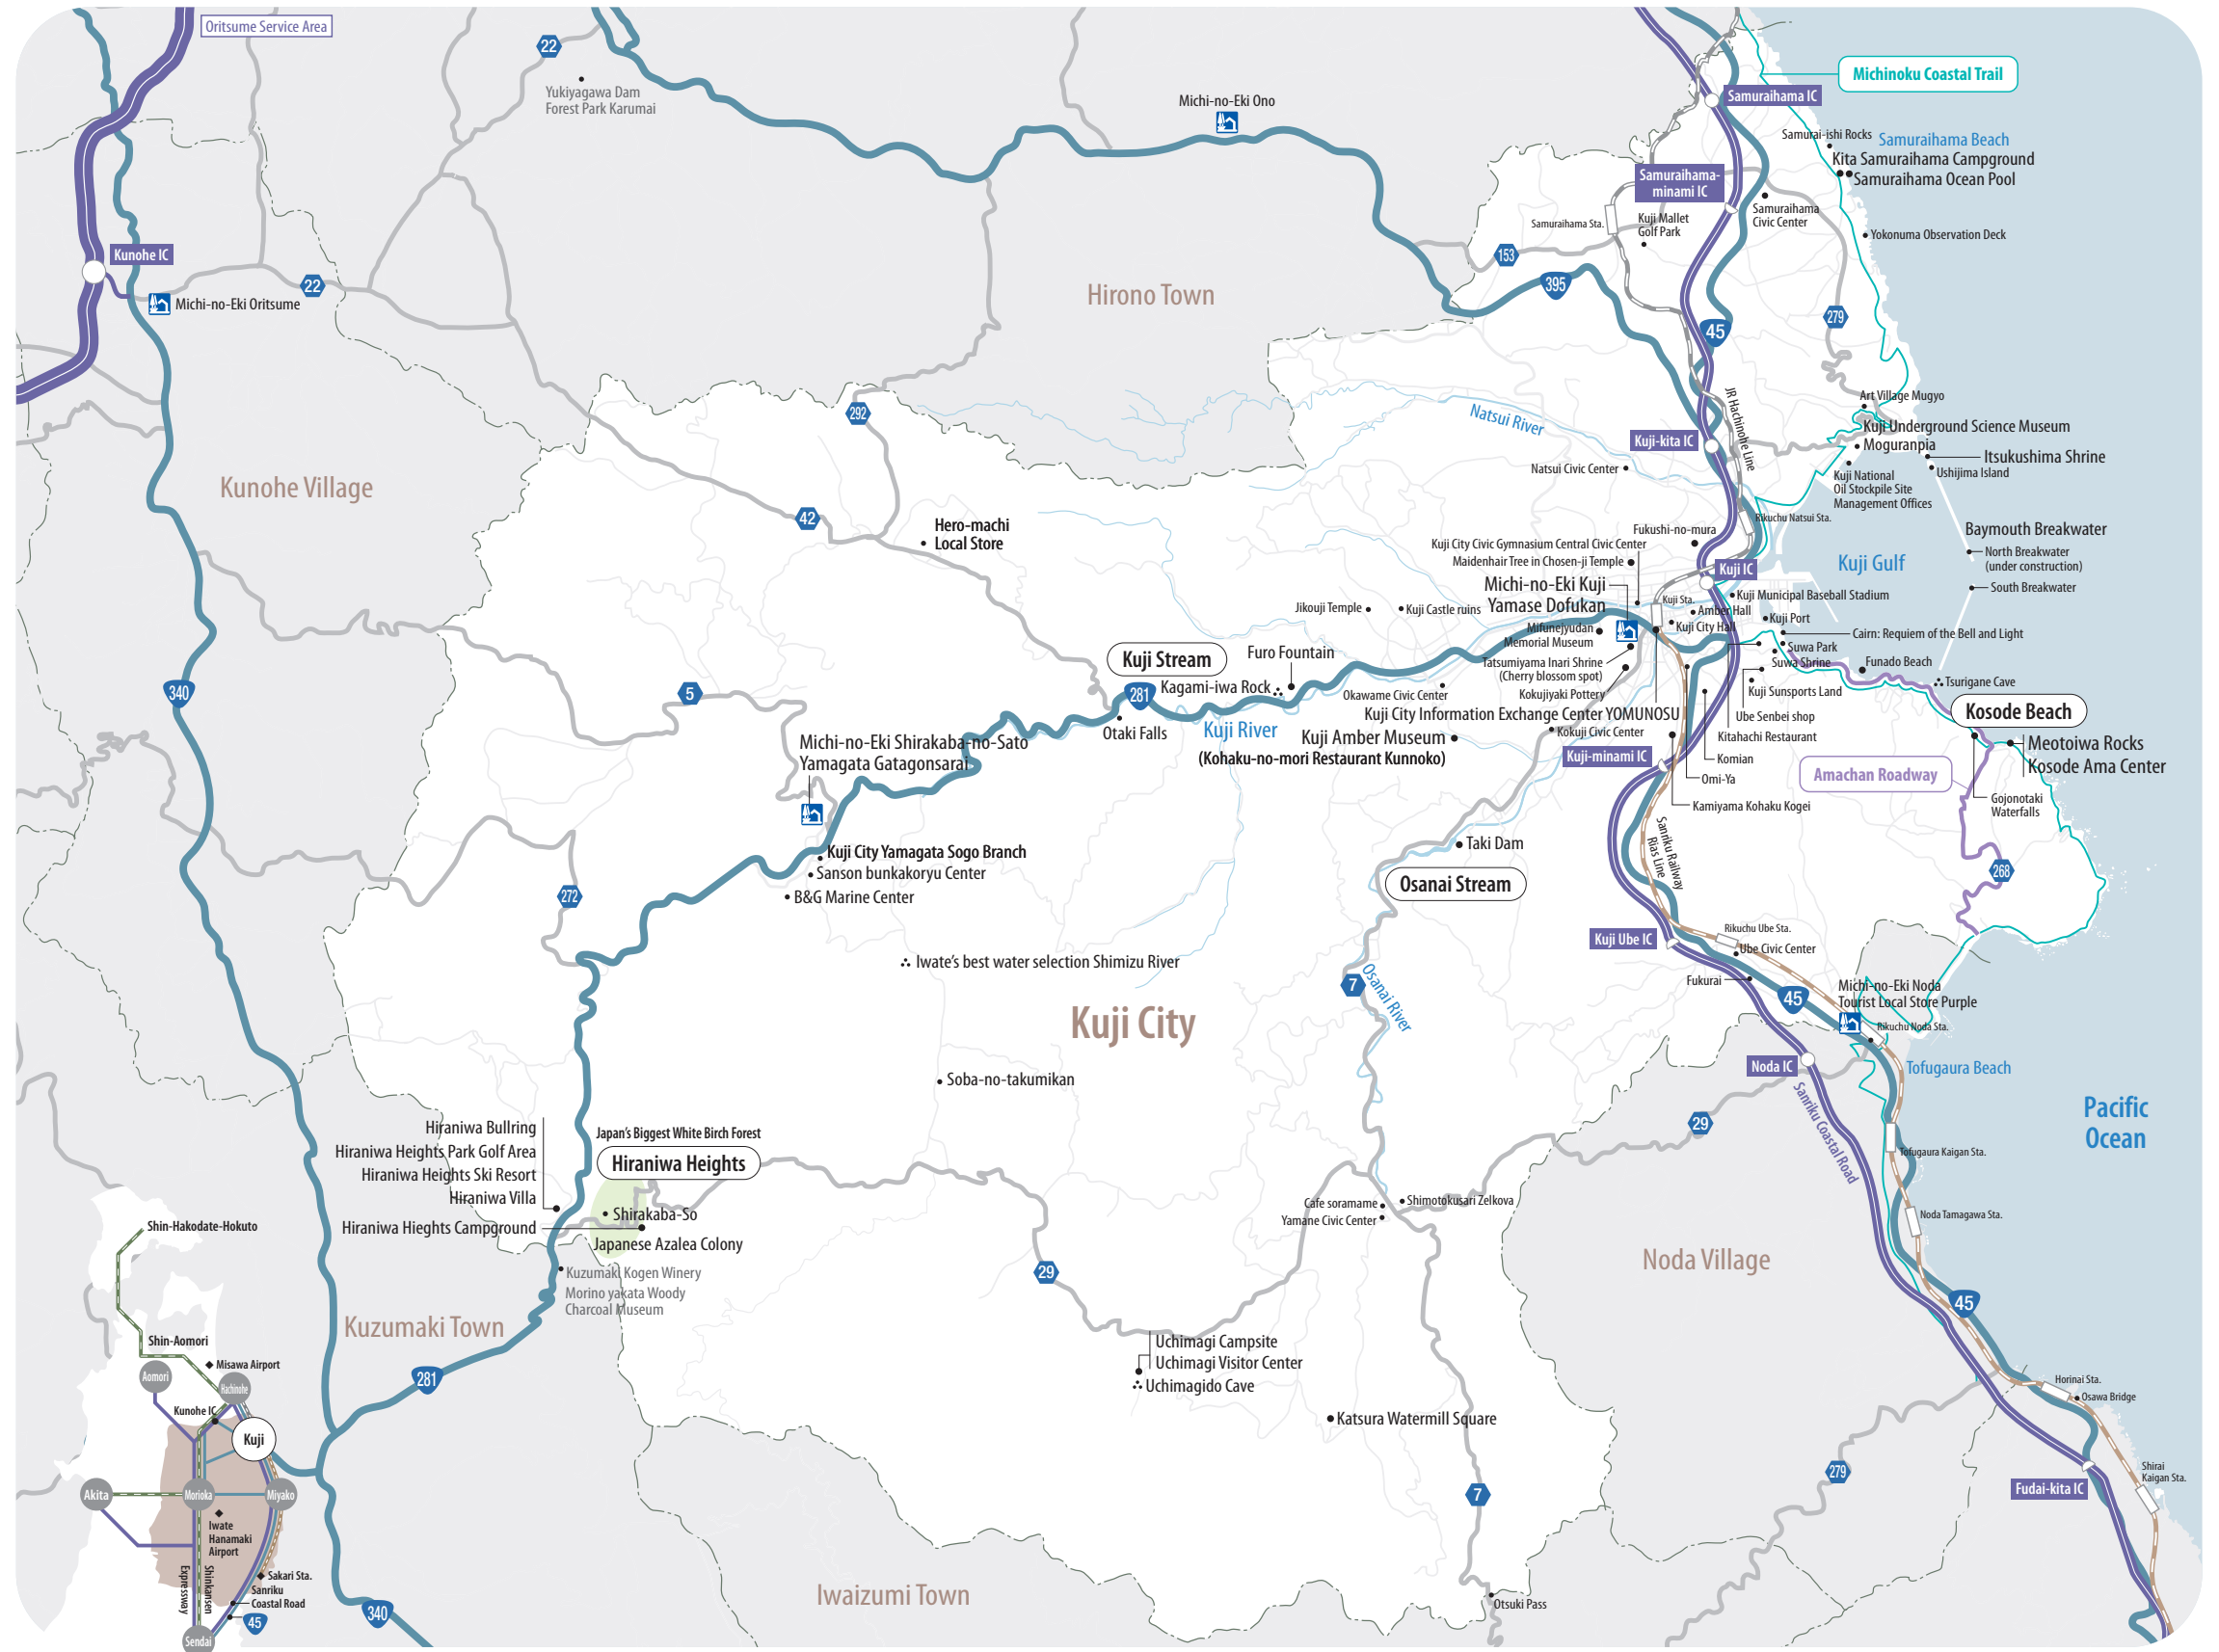 Oritsume Service Area
22
Yukiyagawa Dam
Forest Park Karumai
Michi-no-Eki Ono
Michinoku Coastal Trail
Samuraihama IC
Samurai-ishi Rocks
Samuraihama Beach
Kita Samuraihama Campground
Samuraihama Ocean Pool
Samuraihama-
minami IC
Samuraihama Sta.
Kuji Mallet
Golf Park
Samuraihama
Civic Center
Yokonuma Observation Deck
Kunohe IC
Michi-no-Eki Oritsume
22
Hirono Town
153
395
45
279
292
Natsui River
JR Hachinohe Line
Art Village Mugyo
Kuji Underground Science Museum
Moguranpia
Kuji-kita IC
Itsukushima Shrine
Ushijima Island
Natsui Civic Center
Kuji National
Oil Stockpile Site
Management Offices
Kunohe Village
42
Hero-machi
Local Store
Rikuchu Natsui Sta.
Fukushi-no-mura
Baymouth Breakwater
North Breakwater
(under construction)
South Breakwater
Kuji City Civic Gymnasium Central Civic Center
Maidenhair Tree in Chosen-ji Temple
Kuji IC
Kuji Gulf
Michi-no-Eki Kuji
Yamase Dofukan
Jikouji Temple
Kuji Castle ruins
Kuji Sta.
Kuji Municipal Baseball Stadium
Amber Hall
Kuji Port
Kuji City Hall
Mifunejyudan
Memorial Museum
Cairn: Requiem of the Bell and Light
Suwa Park
Suwa Shrine
Funado Beach
Tatsumiyama Inari Shrine
(Cherry blossom spot)
Kuji Stream
Furo Fountain
Kagami-iwa Rock
281
Okawame Civic Center
Kokujiyaki Pottery
Kuji Sunsports Land
Tsurigane Cave
340
5
Otaki Falls
Kuji River
Kuji City Information Exchange Center YOMUNOSU
Ube Senbei shop
Kosode Beach
Kuji Amber Museum
(Kohaku-no-mori Restaurant Kunnoko)
Kokuji Civic Center
Kitahachi Restaurant
Kuji-minami IC
Komian
Omi-Ya
Kamiyama Kohaku Kogei
Meotoiwa Rocks
Kosode Ama Center
Amachan Roadway
Gojonotaki
Waterfalls
Michi-no-Eki Shirakaba-no-Sato
Yamagata Gatagonsarai
Sanriku Railway
Rias Line
Taki Dam
Osanai Stream
268
Kuji City Yamagata Sogo Branch
Sanson bunkakoryu Center
B&G Marine Center
272
Kuji Ube IC
Rikuchu Ube Sta.
Ube Civic Center
Fukurai
Iwate's best water selection Shimizu River
7
Osanai River
45
Michi-no-Eki Noda
Tourist Local Store Purple
Rikuchu Noda Sta.
Kuji City
Noda IC
Tofugaura Beach
Soba-no-takumikan
Sanriku Coastal Road
Pacific
Ocean
29
Hiraniwa Bullring
Hiraniwa Heights Park Golf Area
Hiraniwa Heights Ski Resort
Hiraniwa Villa
Hiraniwa Hieghts Campground
Japan's Biggest White Birch Forest
Hiraniwa Heights
Shirakaba-So
Japanese Azalea Colony
Tofugaura Kaigan Sta.
Cafe soramame
Yamane Civic Center
Shimotokusari Zelkova
Noda Tamagawa Sta.
Noda Village
Kuzumaki Kogen Winery
Morino yakata Woody
Charcoal Museum
29
45
Kuzumaki Town
281
Uchimagi Campsite
Uchimagi Visitor Center
Uchimagido Cave
Katsura Watermill Square
Horinai Sta.
Osawa Bridge
279
Shirai
Kaigan Sta.
Fudai-kita IC
7
Iwaizumi Town
Otsuki Pass
340
Shin-Hakodate-Hokuto
Shin-Aomori
Misawa Airport
Aomori
Hachinohe
Kunohe IC
Kuji
Akita
Morioka
Miyako
Iwate
Hanamaki
Airport
Expressway
Shinkansen
Sakari Sta.
Sanriku
Coastal Road
45
Sendai